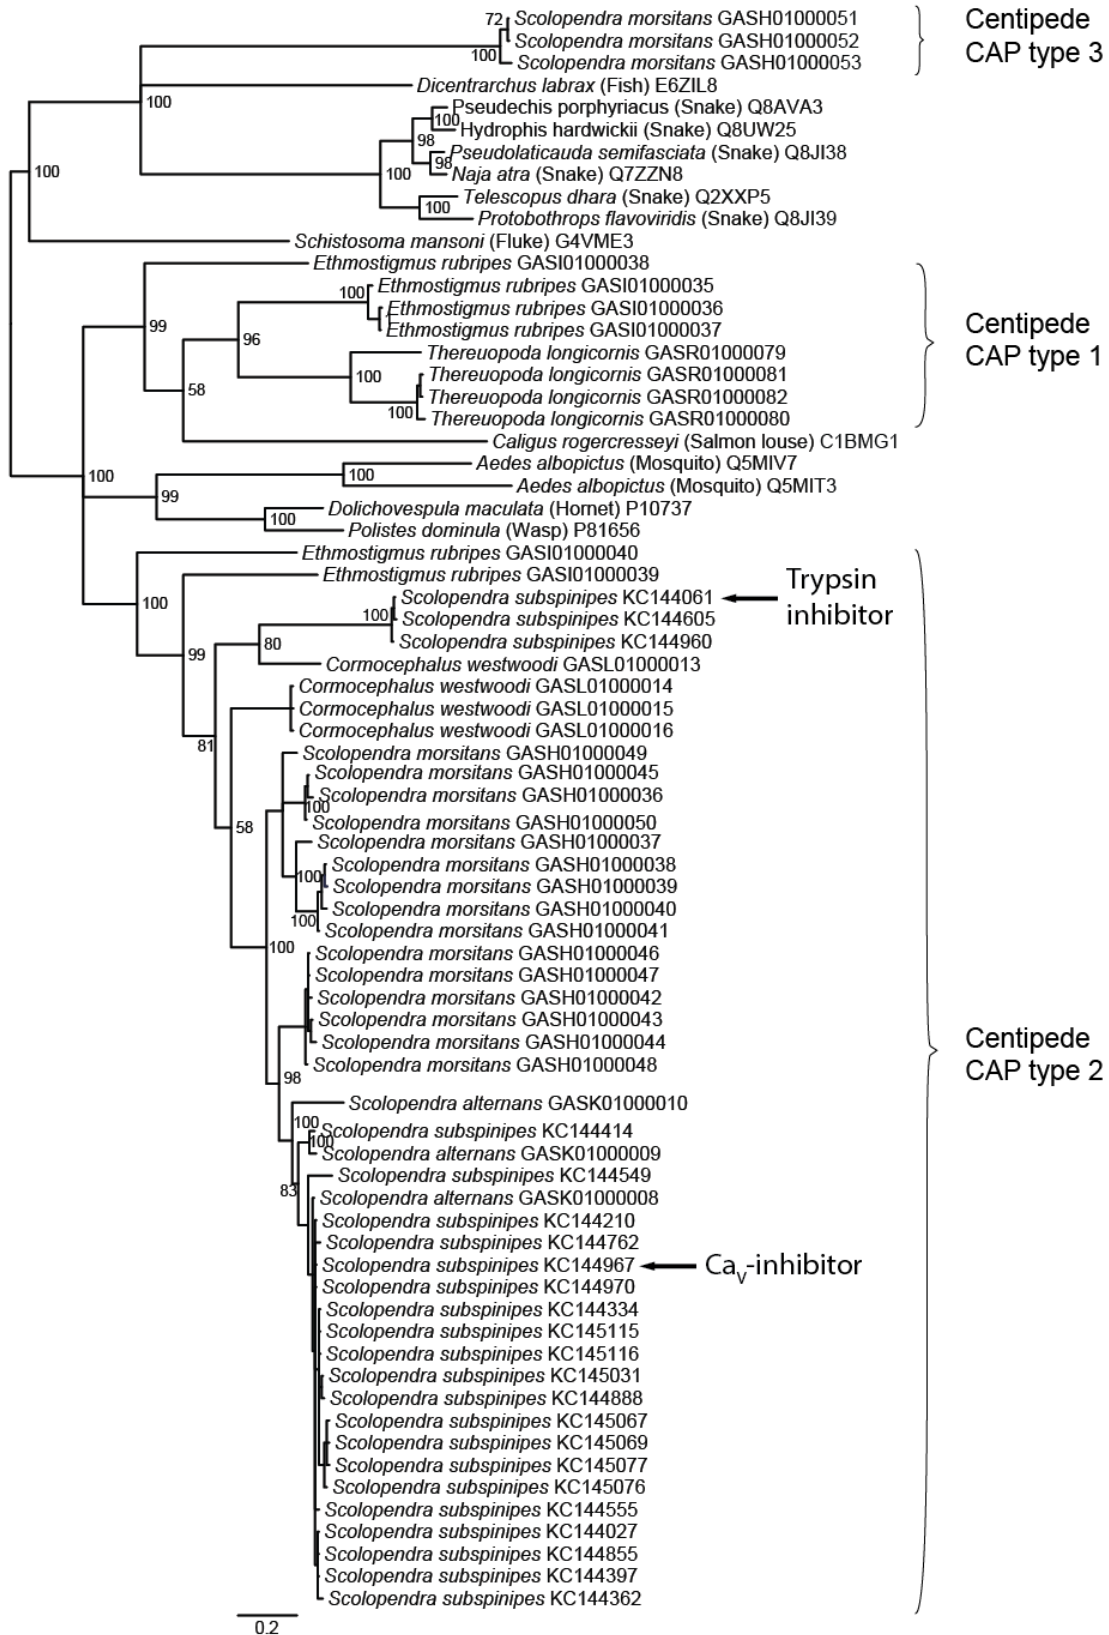 72
Scolopendra morsitans GASH01000051
Scolopendra morsitans GASH01000052
100
Scolopendra morsitans GASH01000053
Centipede
CAP type 3
Dicentrarchus labrax (Fish) E6ZIL8
100
Pseudechis porphyriacus (Snake) Q8AVA3
100
Hydrophis hardwickii (Snake) Q8UW25
98
Pseudolaticauda semifasciata (Snake) Q8JI38
98
Naja atra (Snake) Q7ZZN8
100
100
Telescopus dhara (Snake) Q2XXP5
100
Protobothrops flavoviridis (Snake) Q8JI39
Schistosoma mansoni (Fluke) G4VME3
Ethmostigmus rubripes GASI01000038
100
Ethmostigmus rubripes GASI01000035
Ethmostigmus rubripes GASI01000036
99
Ethmostigmus rubripes GASI01000037
96
Centipede
CAP type 1
Thereuopoda longicornis GASR01000079
100
Thereuopoda longicornis GASR01000081
58
Thereuopoda longicornis GASR01000082
100
Thereuopoda longicornis GASR01000080
Caligus rogercresseyi (Salmon louse) C1BMG1
Aedes albopictus (Mosquito) Q5MIV7
100
100
Aedes albopictus (Mosquito) Q5MIT3
99
Dolichovespula maculata (Hornet) P10737
100
Polistes dominula (Wasp) P81656
Ethmostigmus rubripes GASI01000040
Ethmostigmus rubripes GASI01000039
100
Scolopendra subspinipes KC144061
Trypsin
inhibitor
100
Scolopendra subspinipes KC144605
Scolopendra subspinipes KC144960
80
99
Cormocephalus westwoodi GASL01000013
Cormocephalus westwoodi GASL01000014
Cormocephalus westwoodi GASL01000015
Cormocephalus westwoodi GASL01000016
81
Scolopendra morsitans GASH01000049
Scolopendra morsitans GASH01000045
Scolopendra morsitans GASH01000036
100
Scolopendra morsitans GASH01000050
58
Scolopendra morsitans GASH01000037
Scolopendra morsitans GASH01000038
100
Scolopendra morsitans GASH01000039
Scolopendra morsitans GASH01000040
100
Scolopendra morsitans GASH01000041
100
Scolopendra morsitans GASH01000046
Scolopendra morsitans GASH01000047
Scolopendra morsitans GASH01000042
Scolopendra morsitans GASH01000043
Scolopendra morsitans GASH01000044
Scolopendra morsitans GASH01000048
98
Centipede
CAP type 2
Scolopendra alternans GASK01000010
100
Scolopendra subspinipes KC144414
100
Scolopendra alternans GASK01000009
Scolopendra subspinipes KC144549
83
Scolopendra alternans GASK01000008
Scolopendra subspinipes KC144210
Scolopendra subspinipes KC144762
Scolopendra subspinipes KC144967
Cav-inhibitor
Scolopendra subspinipes KC144970
Scolopendra subspinipes KC144334
Scolopendra subspinipes KC145115
Scolopendra subspinipes KC145116
Scolopendra subspinipes KC145031
Scolopendra subspinipes KC144888
Scolopendra subspinipes KC145067
Scolopendra subspinipes KC145069
Scolopendra subspinipes KC145077
Scolopendra subspinipes KC145076
Scolopendra subspinipes KC144555
Scolopendra subspinipes KC144027
Scolopendra subspinipes KC144855
Scolopendra subspinipes KC144397
Scolopendra subspinipes KC144362
0.2